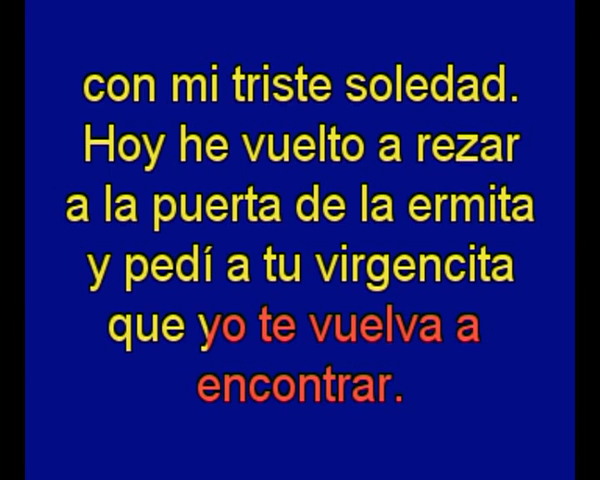 con mi triste soledad.
Hoy he vuelto a rezar
a la puerta de la ermita
y pedí a tu virgencita
que yo te vuelva a
encontrar.